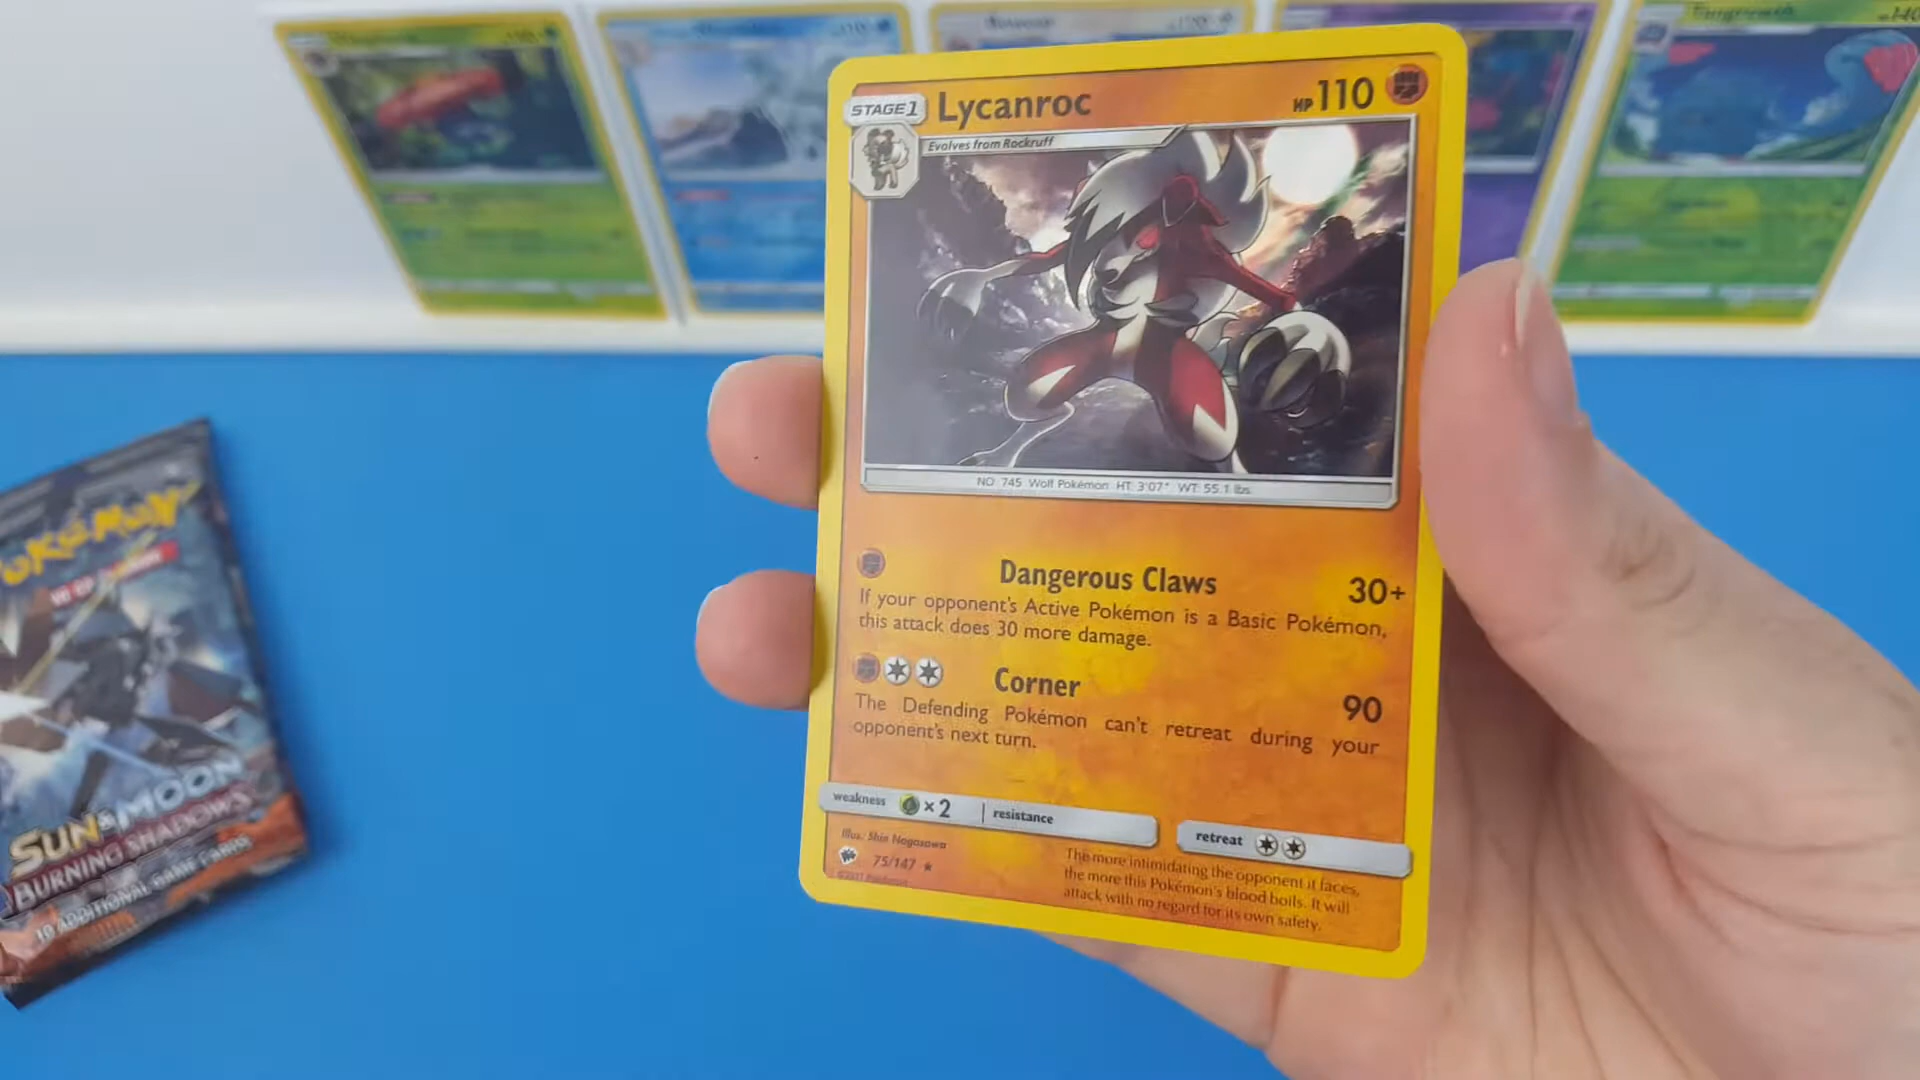 STAGE1 Lycanroc HP110
Evolves from Rockruff
NO. 745 Wolf Pokémon HT: 3'07" WT: 55.1 lbs.
Dangerous Claws 30+
If your opponent's Active Pokémon is a Basic Pokémon,
this attack does 30 more damage.
Corner 90
The Defending Pokémon can't retreat during your
opponent's next turn.
weakness ×2 resistance
retreat
Illus. Shin Nagasawa
75/147 ★
The more intimidating the opponent it faces,
the more this Pokémon's blood boils. It will
attack with no regard for its own safety.
POKÉMON
SUN & MOON
BURNING SHADOWS
10 ADDITIONAL GAME CARDS